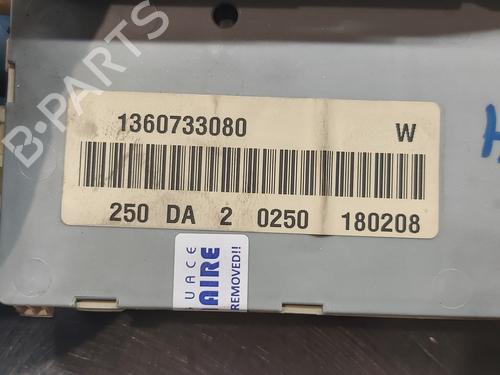 B-PARTS
1360733080 W
250 DA 2 0250 180208
UACE
AIRE
REMOVED!!